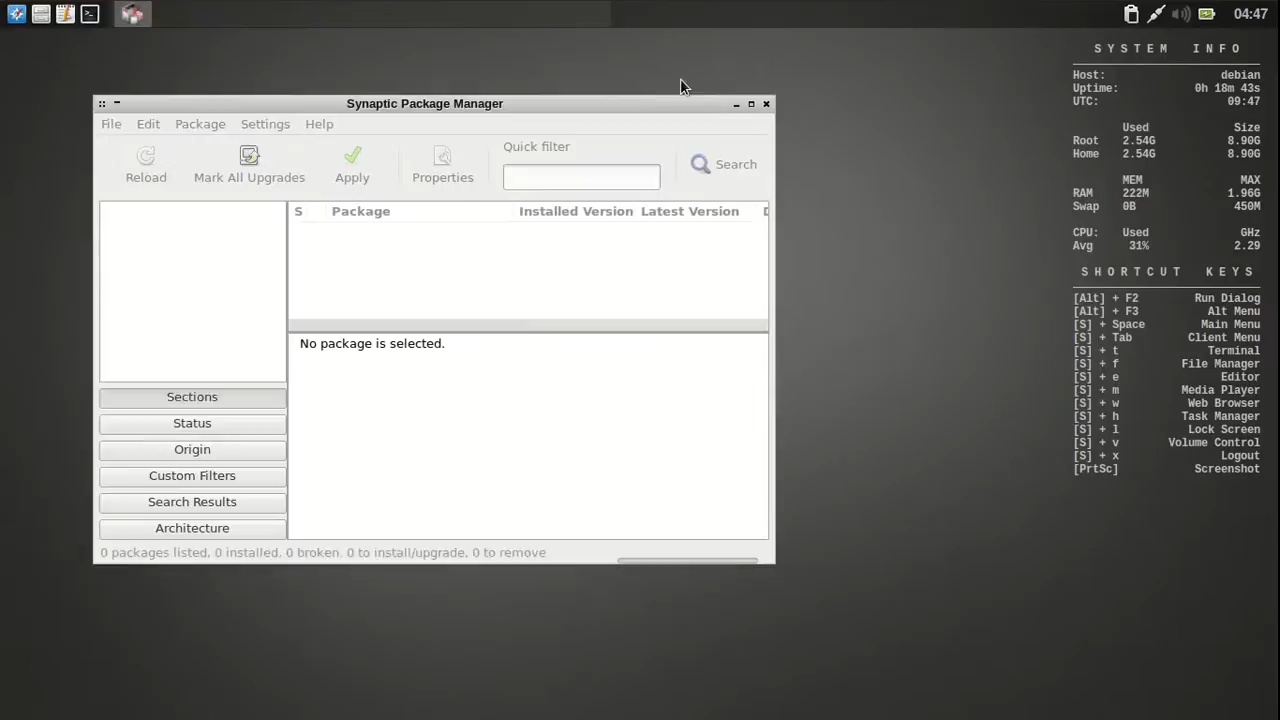 04:47
Synaptic Package Manager
File Edit Package Settings Help
Reload Mark All Upgrades Apply Properties Quick filter Search
S Package Installed Version Latest Version
No package is selected.
Sections
Status
Origin
Custom Filters
Search Results
Architecture
0 packages listed, 0 installed, 0 broken. 0 to install/upgrade, 0 to remove
SYSTEM INFO
Host: debian
Uptime: 0h 18m 43s
UTC: 09:47
Used Size
Root 2.54G 8.90G
Home 2.54G 8.90G
MEM MAX
RAM 222M 1.96G
Swap 0B 450M
CPU: Used GHz
Avg 31% 2.29
SHORTCUT KEYS
[Alt] + F2 Run Dialog
[Alt] + F3 Alt Menu
[S] + Space Main Menu
[S] + Tab Client Menu
[S] + t Terminal
[S] + f File Manager
[S] + e Editor
[S] + m Media Player
[S] + w Web Browser
[S] + h Task Manager
[S] + l Lock Screen
[S] + v Volume Control
[S] + x Logout
[PrtSc] Screenshot